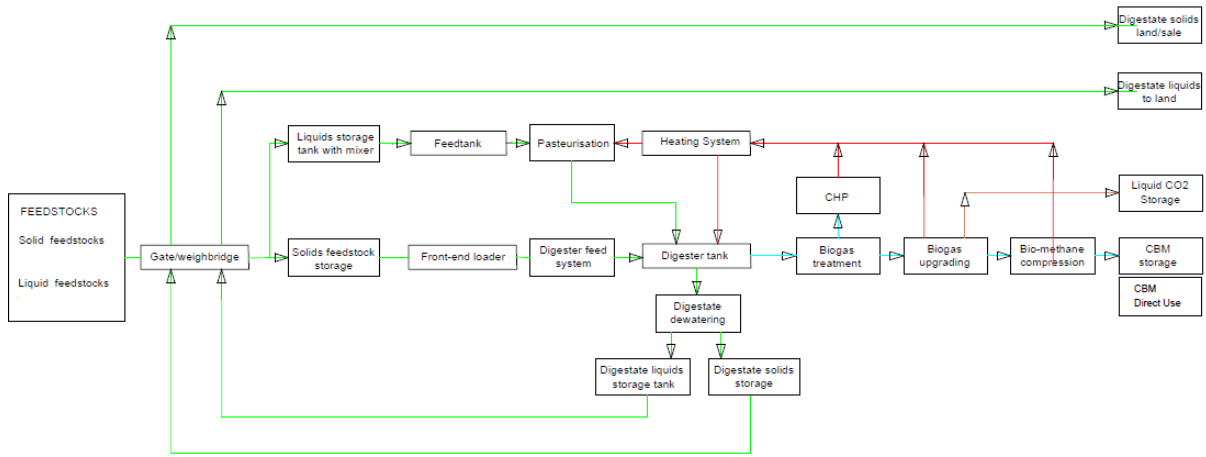 Digestate solids
land/sale
Digestate liquids
to land
Liquids storage
tank with mixer
Feedtank
Pasteurisation
Heating System
FEEDSTOCKS
Solid feedstocks
Liquid feedstocks
CHP
Liquid CO2
Storage
Gate/weighbridge
Solids feedstock
storage
Front-end loader
Digester feed
system
Digester tank
Biogas
treatment
Biogas
upgrading
Bio-methane
compression
CBM
storage
CBM
Direct Use
Digestate
dewatering
Digestate liquids
storage tank
Digestate solids
storage